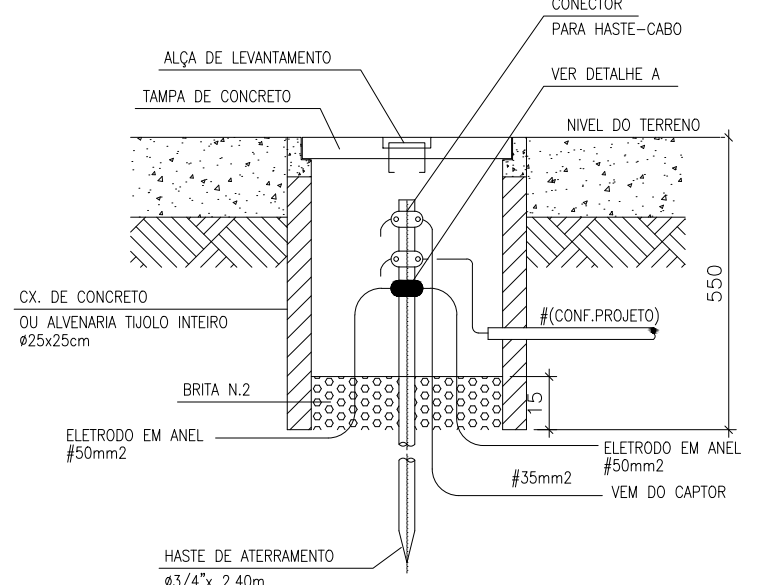 CONECTOR
PARA HASTE-CABO
ALÇA DE LEVANTAMENTO
VER DETALHE A
TAMPA DE CONCRETO
NIVEL DO TERRENO
550
CX. DE CONCRETO
OU ALVENARIA TIJOLO INTEIRO
ø25x25cm
#(CONF.PROJETO)
BRITA N.2
15
ELETRODO EM ANEL
#50mm2
ELETRODO EM ANEL
#50mm2
#35mm2
VEM DO CAPTOR
HASTE DE ATERRAMENTO
ø3/4"x 2,40m